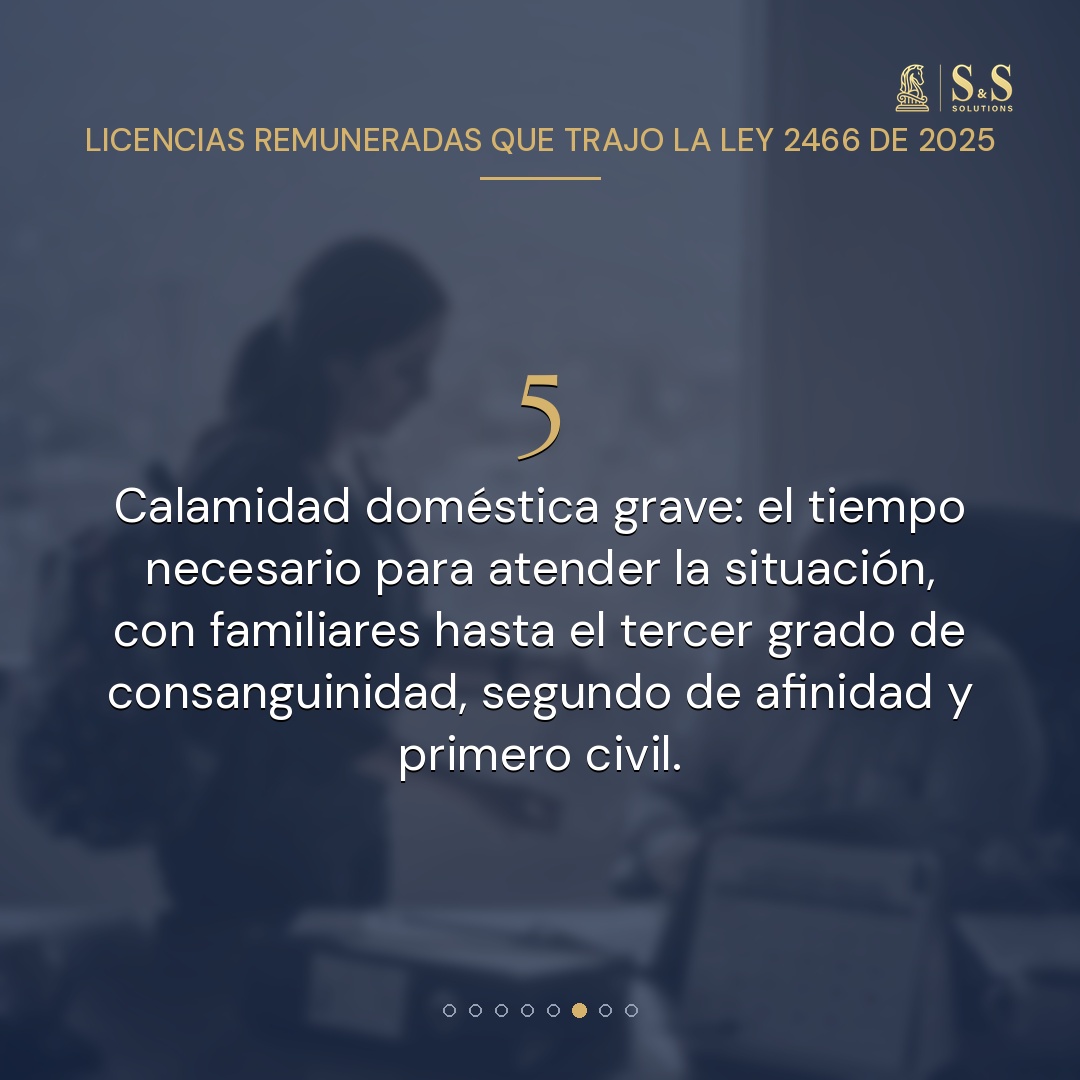 S&S
SOLUTIONS
LICENCIAS REMUNERADAS QUE TRAJO LA LEY 2466 DE 2025
5
Calamidad doméstica grave: el tiempo
necesario para atender la situación,
con familiares hasta el tercer grado de
consanguinidad, segundo de afinidad y
primero civil.